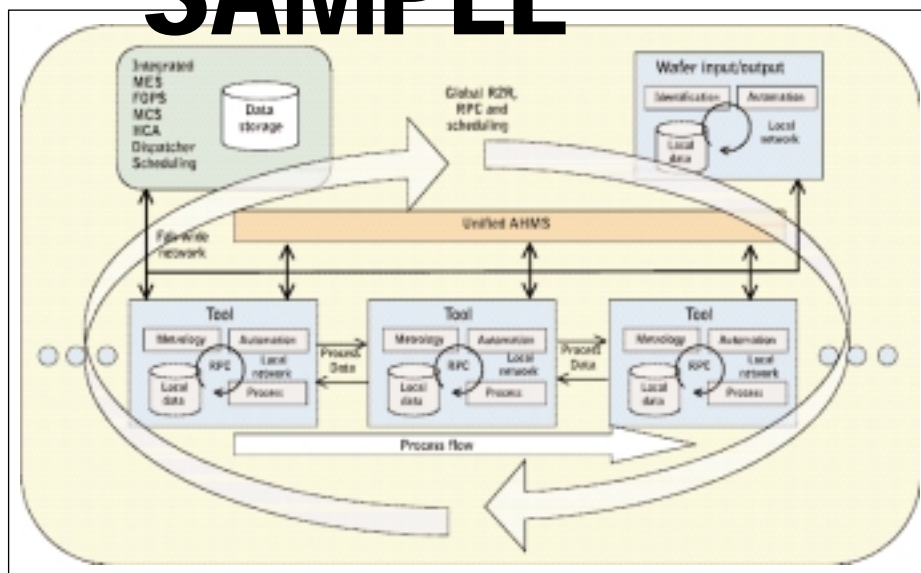 SAMPLE
Integrated
MES
FDPS
MCS
HCA
Dispatcher
Scheduling
Data
storage
Global R2R,
RPC and
scheduling
Wafer input/output
Identification
Automation
Local
data
Local
network
Unified AHMS
Fab-wide
network
Tool
Metrology
Automation
RPC
Local
network
Local
data
Process
Process
Data
Tool
Metrology
Automation
RPC
Local
network
Local
data
Process
Process
Data
Tool
Metrology
Automation
RPC
Local
network
Local
data
Process
Process flow